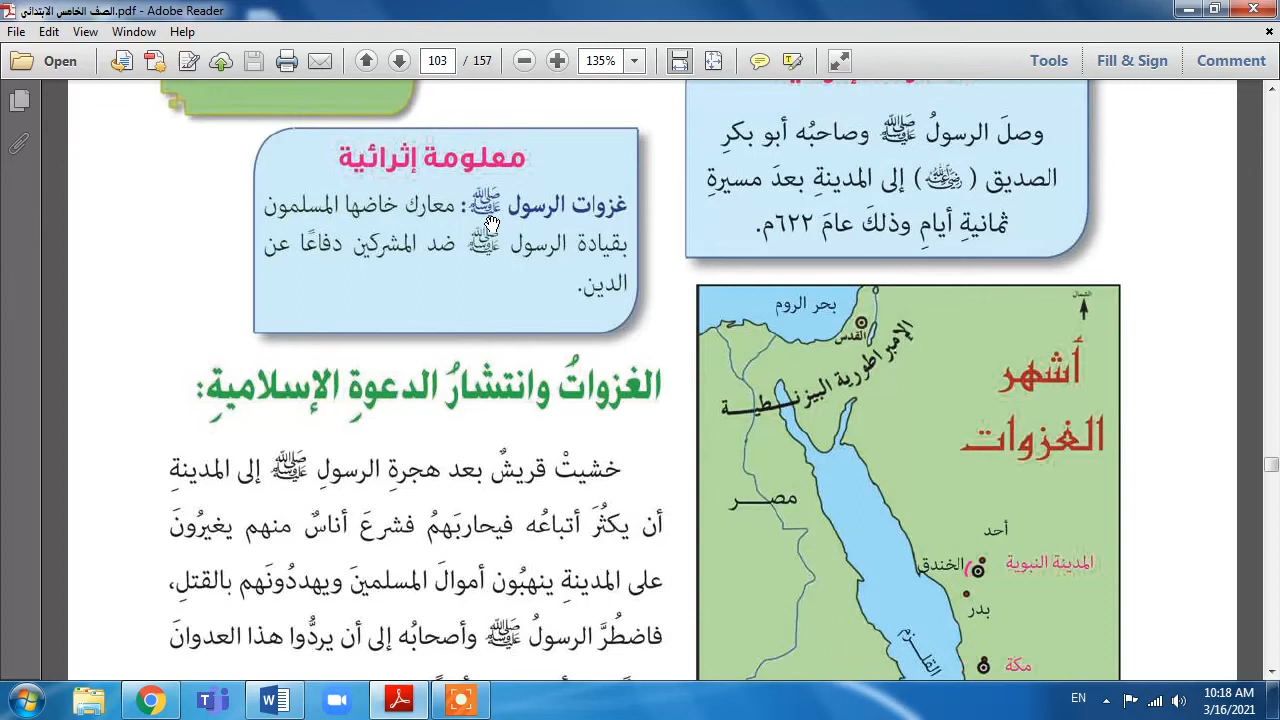 الصف الخامس الابتدائي.pdf - Adobe Reader
File Edit View Window Help
Open 103 / 157 135% Tools Fill & Sign Comment
وصلَ الرسولُ ﷺ وصاحبُه أبو بكرِ
الصديق (رضي الله عنه) إلى المدينةِ بعدَ مسيرةِ
ثمانيةِ أيامِ وذلكَ عامَ ٦٢٢م.
معلومة إثرائية
غزوات الرسول ﷺ: معارك خاضها المسلمون
بقيادة الرسول ﷺ ضد المشركين دفاعًا عن
الدين.
الغزواتُ وانتشارُ الدعوةِ الإسلاميةِ:
خشيتْ قريشٌ بعد هجرةِ الرسولِ ﷺ إلى المدينةِ
أن يكثُرَ أتباعُه فيحاربَهمُ فشرعَ أناسٌ منهم يغيرُونَ
على المدينةِ ينهبُون أموالَ المسلمينَ ويهددُونَهم بالقتلِ،
فاضطُرَّ الرسولُ ﷺ وأصحابُه إلى أن يردُّوا هذا العدوانَ
الشمال
بحر الروم
القدس
الإمبراطورية البيزنطية
أشهر
الغزوات
مصر
أحد
المدينة النبوية
الخندق
بدر
القلزم
مكة
EN
10:18 AM
3/16/2021